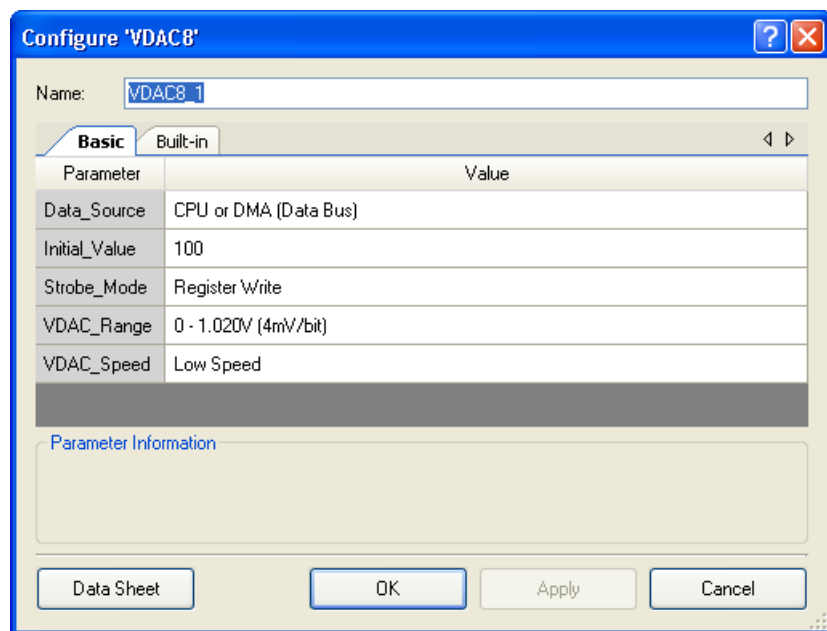 Configure 'VDAC8'
Name: VDAC8_1
Basic Built-in
Parameter Value
Data_Source CPU or DMA (Data Bus)
Initial_Value 100
Strobe_Mode Register Write
VDAC_Range 0 - 1.020V (4mV/bit)
VDAC_Speed Low Speed
Parameter Information
Data Sheet OK Apply Cancel